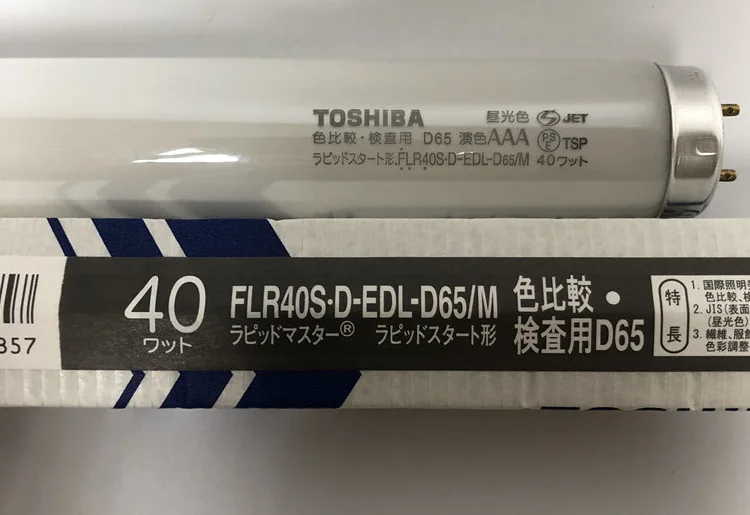 TOSHIBA 昼光色 JET
色比較・検査用 D65 演色AAA PSE TSP
ラピッドスタート形 FLR40S・D-EDL-D65/M 40ワット
40
ワット
FLR40S・D-EDL-D65/M
ラピッドマスター® ラピッドスタート形
色比較・
検査用D65
特長
1. 国際照明
色比較、検
2. JIS(表面
(昼光色)
3. 繊維、服飾
色彩調整
857